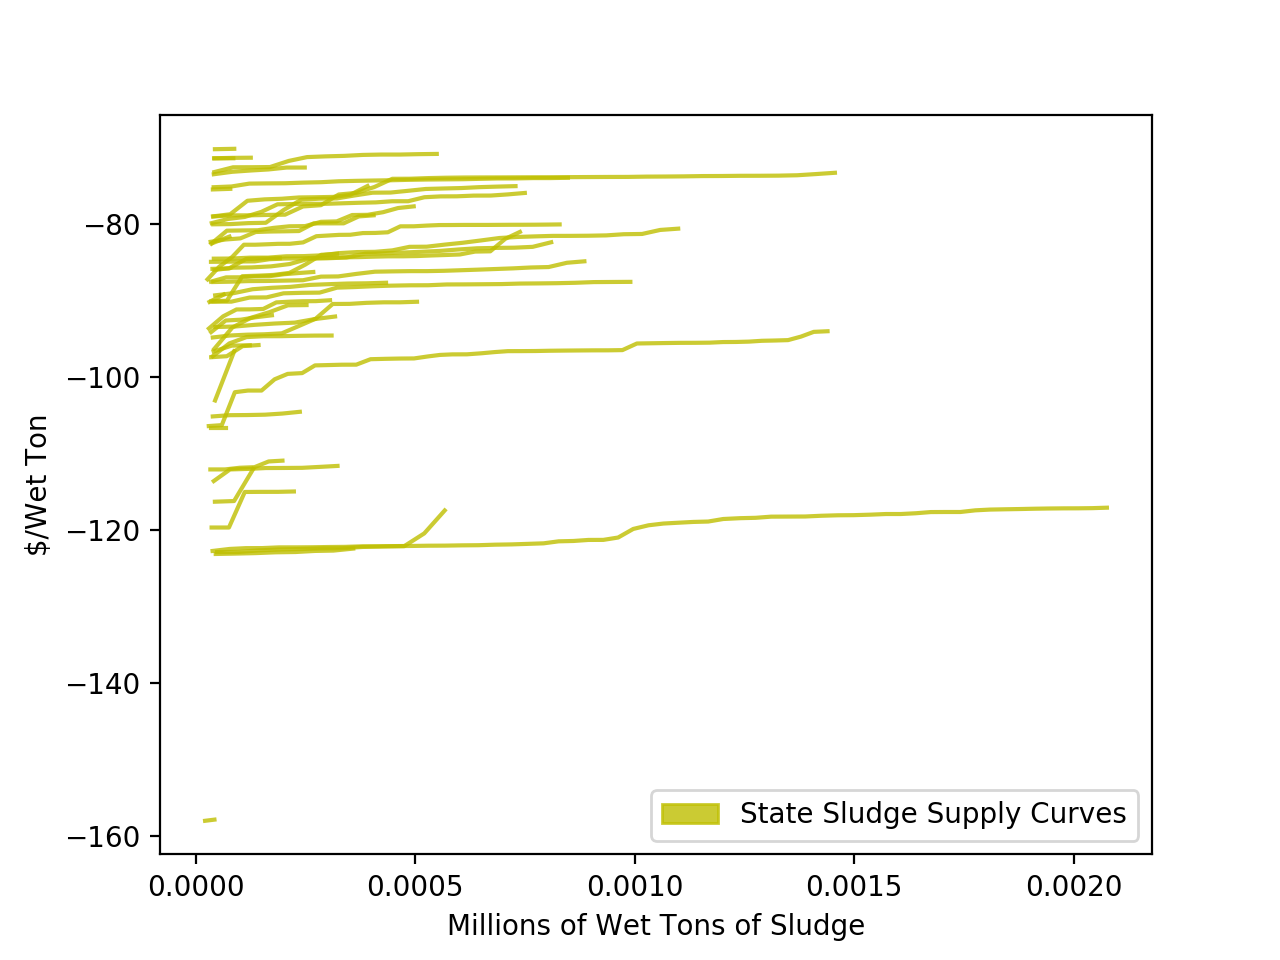 $/Wet Ton
−80
−100
−120
−140
−160
State Sludge Supply Curves
0.0000 0.0005 0.0010 0.0015 0.0020
Millions of Wet Tons of Sludge